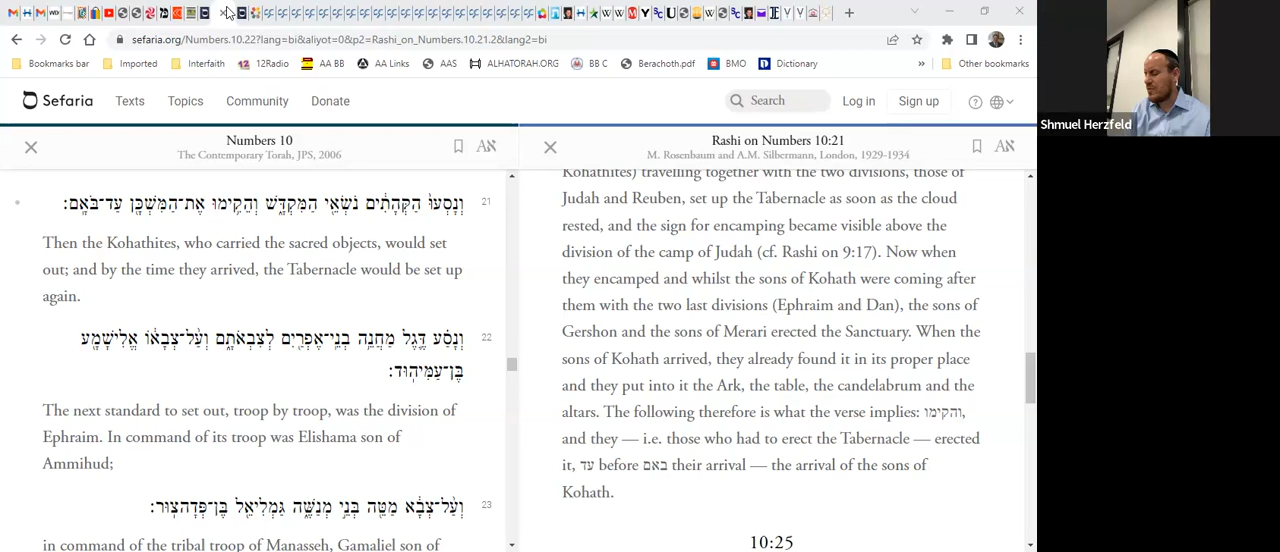 sefaria.org/Numbers.10.22?lang=bi&aliyot=0&p2=Rashi_on_Numbers.10.21.2&lang2=bi
Bookmarks bar Imported Interfaith 12Radio AA BB AA Links AAS ALHATORAH.ORG BB C Berachoth.pdf BMO Dictionary » Other bookmarks
Sefaria Texts Topics Community Donate Search Log in Sign up
Shmuel Herzfeld
Numbers 10
The Contemporary Torah, JPS, 2006
21 וְנָסְעוּ֙ הַקְּהָתִ֔ים נֹשְׂאֵ֖י הַמִּקְדָּ֑שׁ וְהֵקִ֥ימוּ אֶת־הַמִּשְׁכָּ֖ן עַד־בֹּאָֽם׃
Then the Kohathites, who carried the sacred objects, would set
out; and by the time they arrived, the Tabernacle would be set up
again.
22 וְנָסַ֗ע דֶּ֛גֶל מַחֲנֵ֥ה בְנֵֽי־אֶפְרַ֖יִם לְצִבְאֹתָ֑ם וְעַ֨ל־צְבָא֔וֹ אֱלִישָׁמָ֖ע
בֶּן־עַמִּיהֽוּד׃
The next standard to set out, troop by troop, was the division of
Ephraim. In command of its troop was Elishama son of
Ammihud;
23 וְעַ֨ל־צְבָ֔א מַטֵּ֖ה בְּנֵ֣י מְנַשֶּׁ֑ה גַּמְלִיאֵ֖ל בֶּן־פְּדָהצֽוּר׃
in command of the tribal troop of Manasseh, Gamaliel son of
Rashi on Numbers 10:21
M. Rosenbaum and A.M. Silbermann, London, 1929-1934
Kohathites) travelling together with the two divisions, those of
Judah and Reuben, set up the Tabernacle as soon as the cloud
rested, and the sign for encamping became visible above the
division of the camp of Judah (cf. Rashi on 9:17). Now when
they encamped and whilst the sons of Kohath were coming after
them with the two last divisions (Ephraim and Dan), the sons of
Gershon and the sons of Merari erected the Sanctuary. When the
sons of Kohath arrived, they already found it in its proper place
and they put into it the Ark, the table, the candelabrum and the
altars. The following therefore is what the verse implies: והקימו,
and they — i.e. those who had to erect the Tabernacle — erected
it, עד before באם their arrival — the arrival of the sons of
Kohath.
10:25